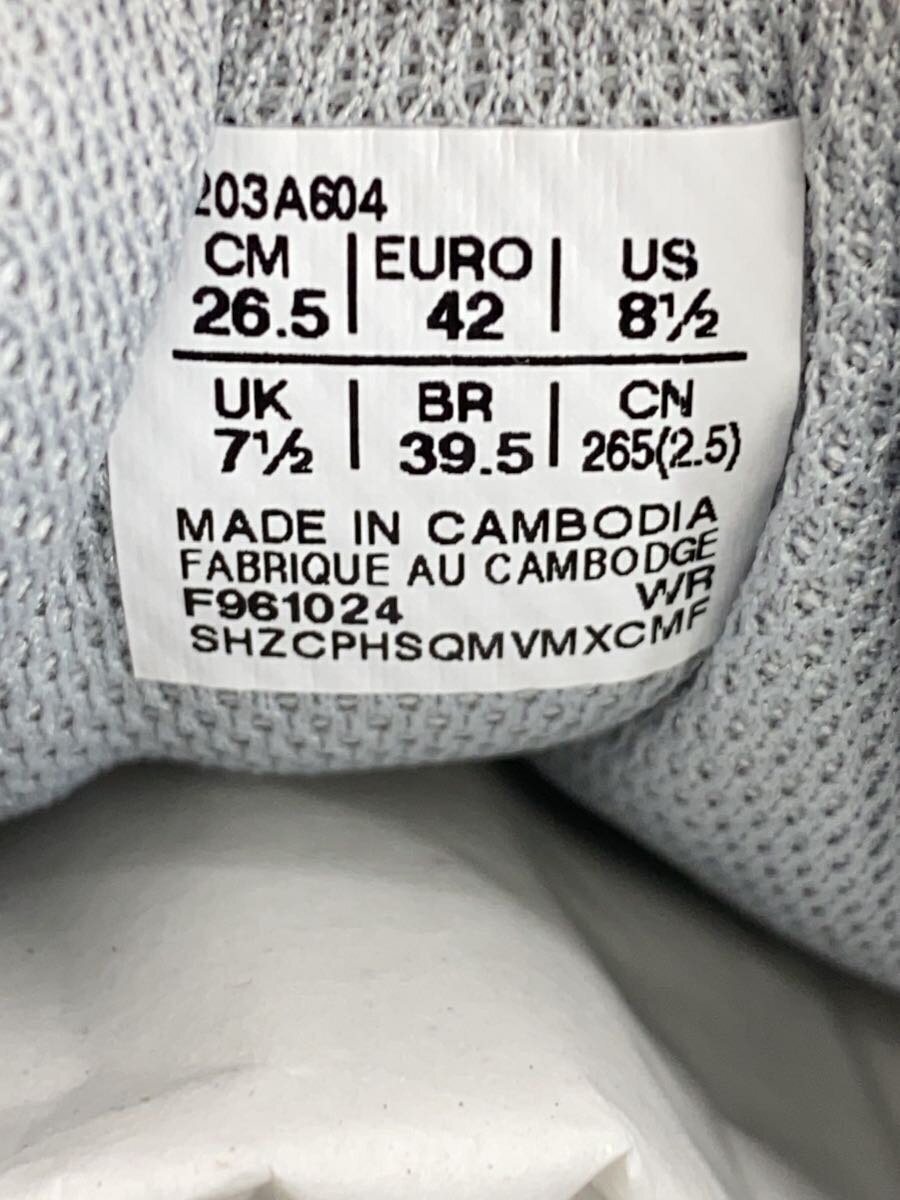 1203A604
CM | EURO | US
26.5 | 42 | 8½
UK | BR | CN
7½ | 39.5 | 265(2.5)
MADE IN CAMBODIA
FABRIQUE AU CAMBODGE
F961024 WR
SHZCPHSQMVMXCMF